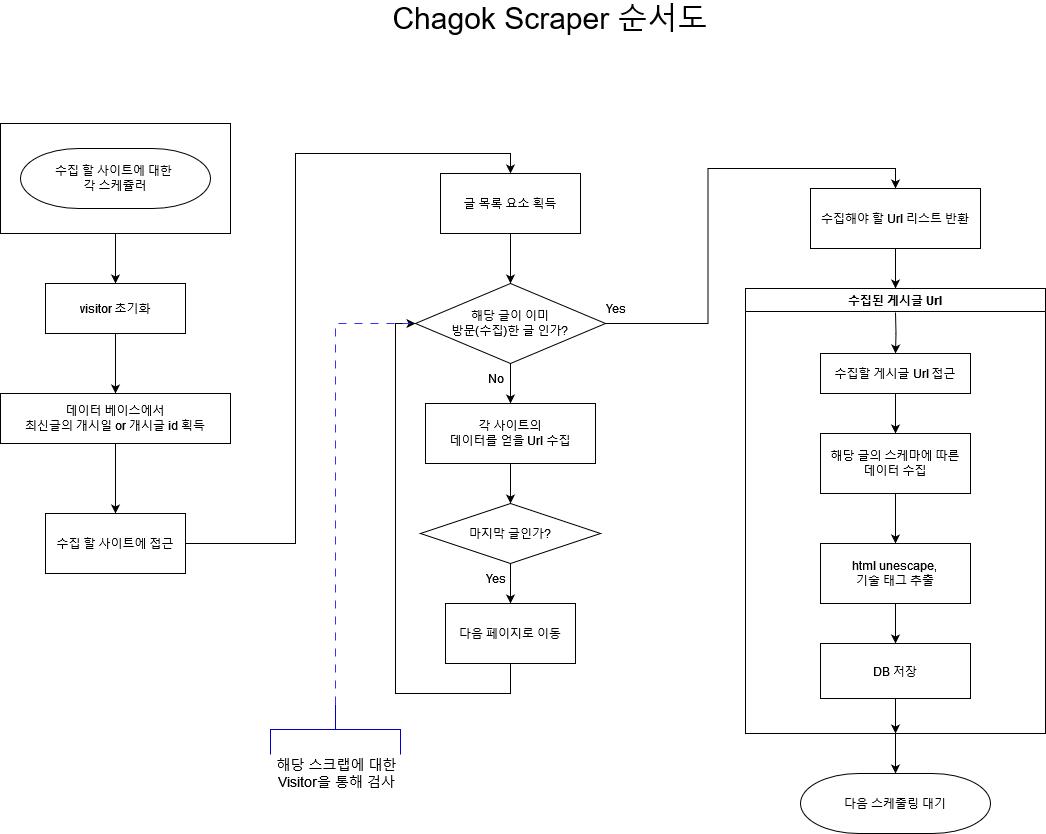 Chagok Scraper 순서도
수집 할 사이트에 대한
각 스케쥴러
visitor 초기화
데이터 베이스에서
최신글의 개시일 or 개시글 id 획득
수집 할 사이트에 접근
글 목록 요소 획득
해당 글이 이미
방문(수집)한 글 인가?
Yes
No
각 사이트의
데이터를 얻을 Url 수집
마지막 글인가?
Yes
다음 페이지로 이동
해당 스크랩에 대한
Visitor을 통해 검사
수집해야 할 Url 리스트 반환
수집된 게시글 Url
수집할 게시글 Url 접근
해당 글의 스케마에 따른
데이터 수집
html unescape,
기술 태그 추출
DB 저장
다음 스케줄링 대기